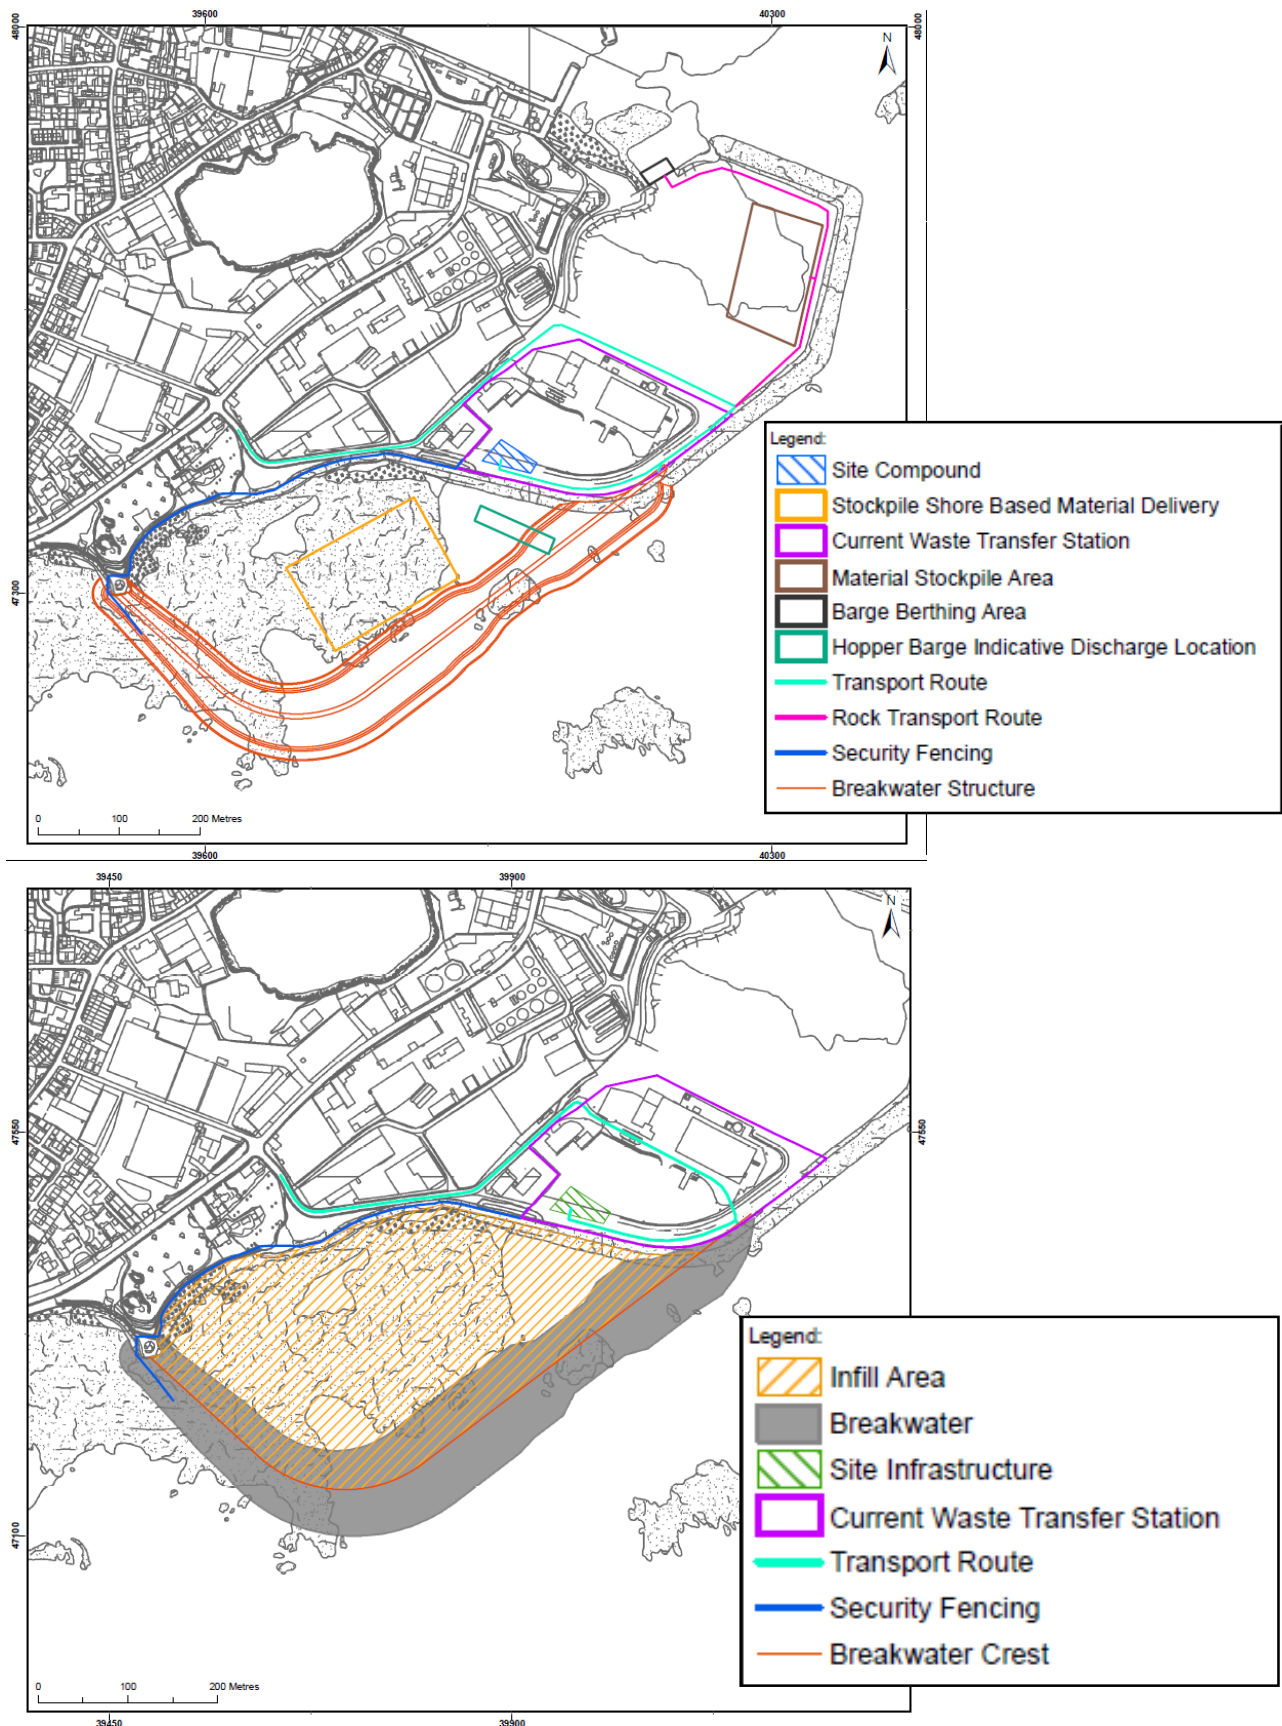 39600
40300
48000
48000
N
Legend:
Site Compound
Stockpile Shore Based Material Delivery
Current Waste Transfer Station
Material Stockpile Area
Barge Berthing Area
Hopper Barge Indicative Discharge Location
Transport Route
Rock Transport Route
Security Fencing
Breakwater Structure
47300
0 100 200 Metres
39600
40300
39450
39900
N
47550
47550
Legend:
Infill Area
Breakwater
Site Infrastructure
Current Waste Transfer Station
Transport Route
Security Fencing
Breakwater Crest
47100
0 100 200 Metres
39450
39900